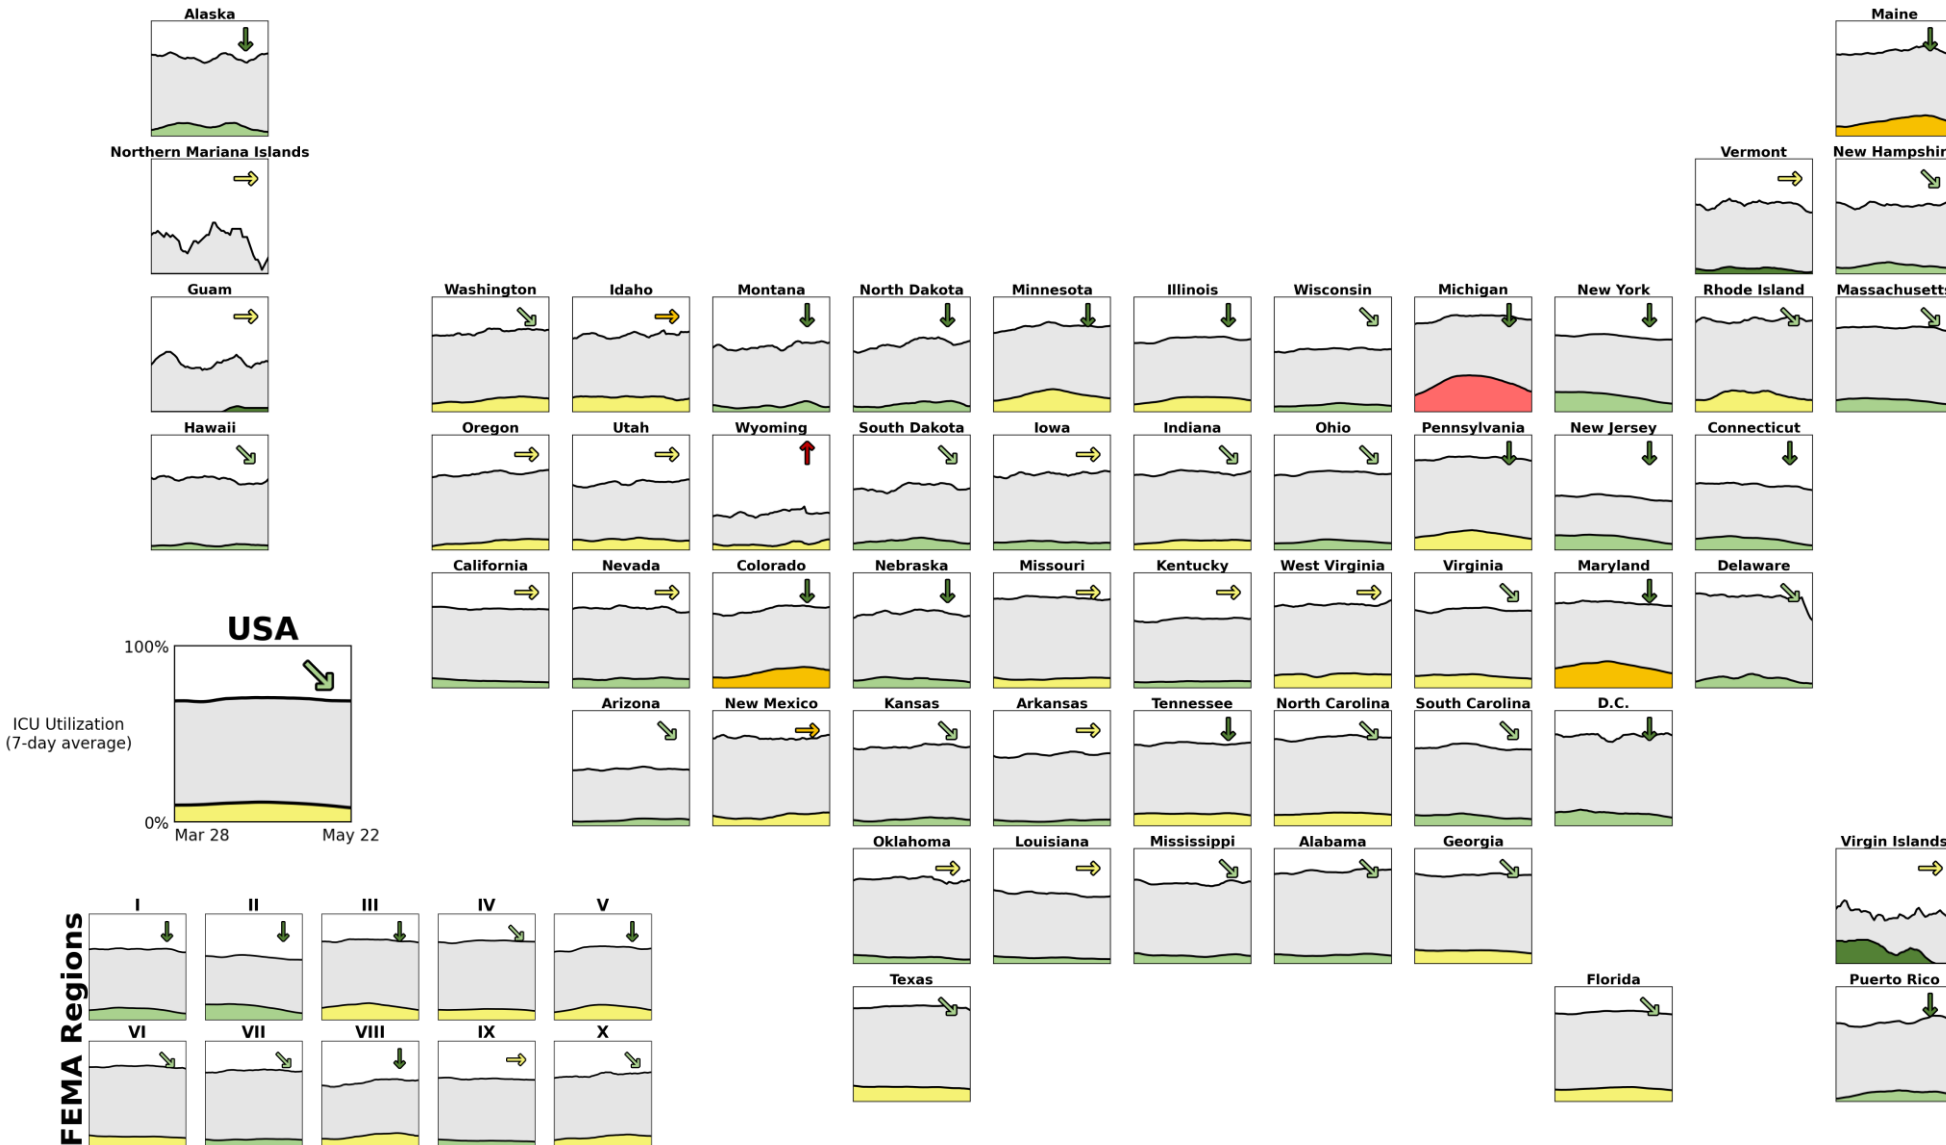 Alaska
Maine
Northern Mariana Islands
Vermont
New Hampshir
Guam
Washington
Idaho
Montana
North Dakota
Minnesota
Illinois
Wisconsin
Michigan
New York
Rhode Island
Massachusetts
Hawaii
Oregon
Utah
Wyoming
South Dakota
Iowa
Indiana
Ohio
Pennsylvania
New Jersey
Connecticut
California
Nevada
Colorado
Nebraska
Missouri
Kentucky
West Virginia
Virginia
Maryland
Delaware
USA
100%
ICU Utilization
(7-day average)
0%
Mar 28
May 22
Arizona
New Mexico
Kansas
Arkansas
Tennessee
North Carolina
South Carolina
D.C.
Oklahoma
Louisiana
Mississippi
Alabama
Georgia
Virgin Islands
Texas
Florida
Puerto Rico
FEMA Regions
I
II
III
IV
V
VI
VII
VIII
IX
X